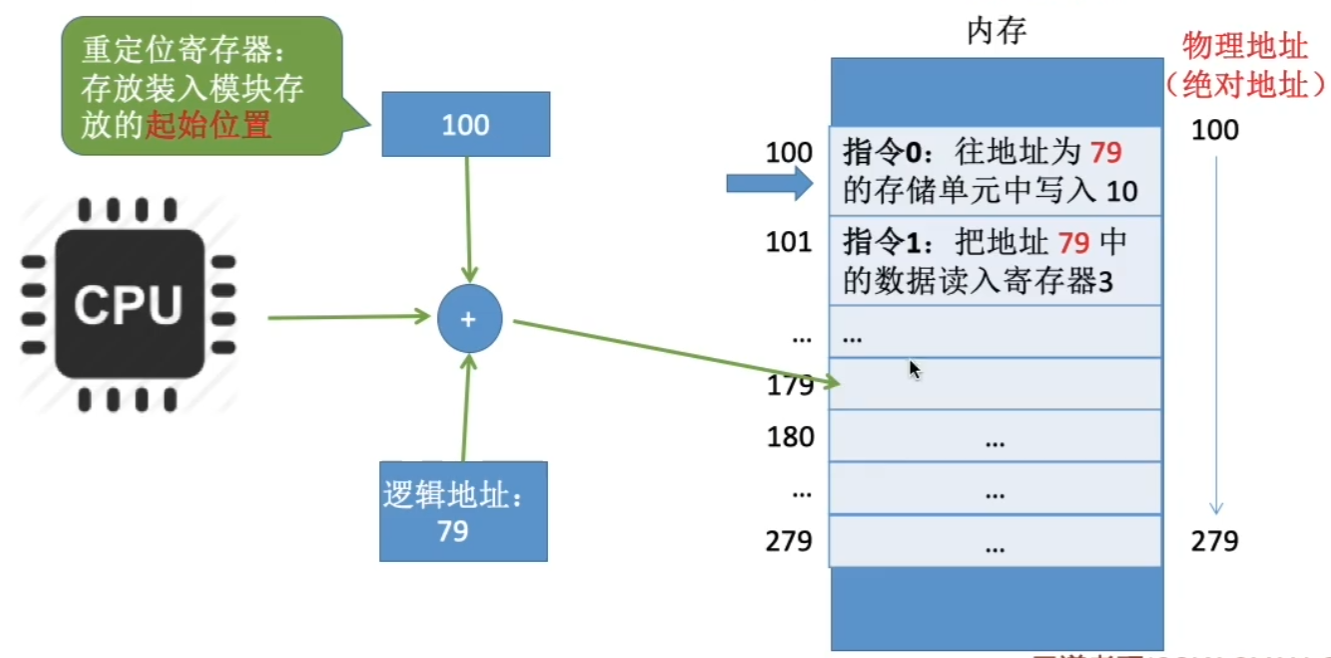 重定位寄存器：
存放装入模块存
放的起始位置
100
CPU
+
逻辑地址：
79
内存
物理地址
（绝对地址）
100
100
指令0：往地址为 79
的存储单元中写入 10
101
指令1：把地址 79 中
的数据读入寄存器3
... ...
179
180 ...
... ...
279 ...
279